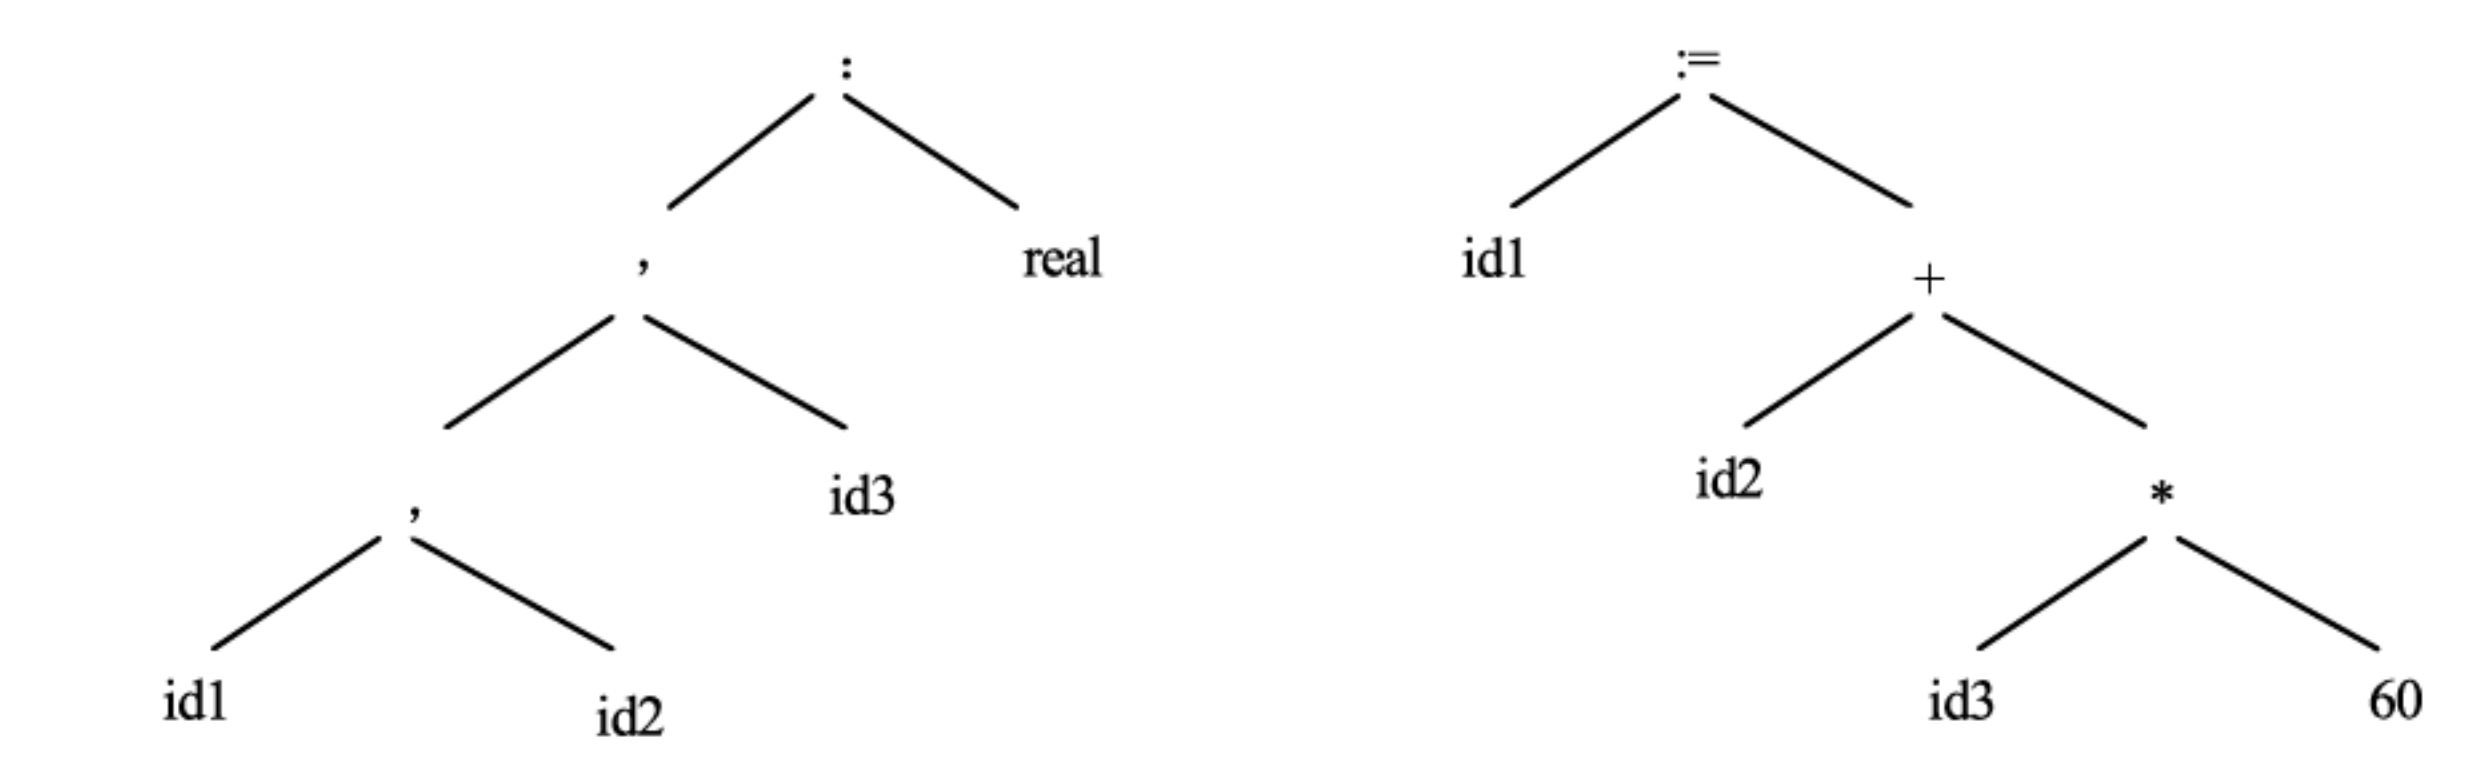 : :=
, real id1 +
, id3 id2 *
id1 id2 id3 60